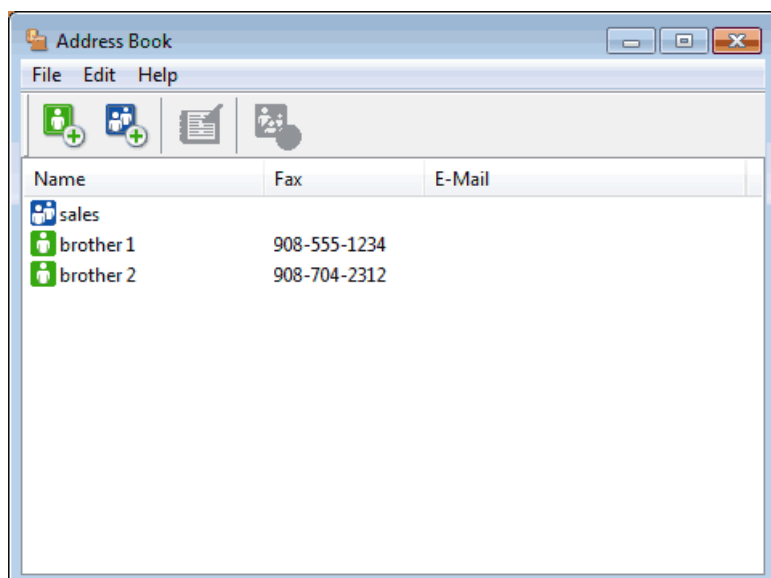 Address Book
File Edit Help
Name Fax E-Mail
sales
brother 1 908-555-1234
brother 2 908-704-2312